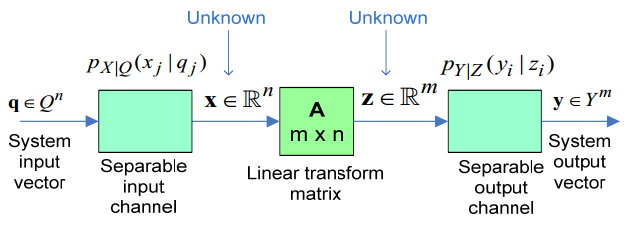 Unknown
Unknown
p_{X|Q}(x_j | q_j)
p_{Y|Z}(y_i | z_i)
q ∈ Q^n
x ∈ ℝ^n
A
m x n
z ∈ ℝ^m
y ∈ Y^m
System
input
vector
Separable
input
channel
Linear transform
matrix
Separable
output
channel
System
output
vector